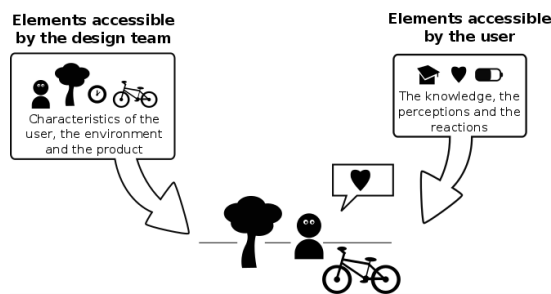 Elements accessible
by the design team
Characteristics of the
user, the environment
and the product
Elements accessible
by the user
The knowledge, the
perceptions and the
reactions